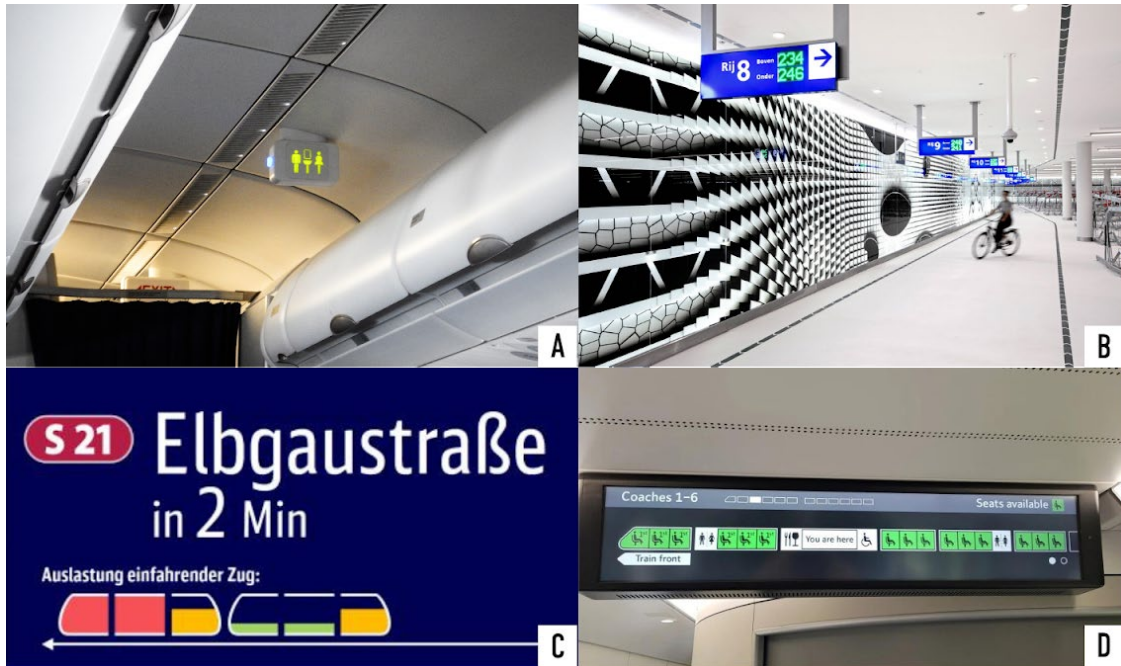 EXIT
A
Rij 8 Boven 234
Onder 246
Rij 9
Rij 10
B
S 21 Elbgaustraße
in 2 Min
Auslastung einfahrender Zug:
C
Coaches 1–6
Seats available
You are here
Train front
D